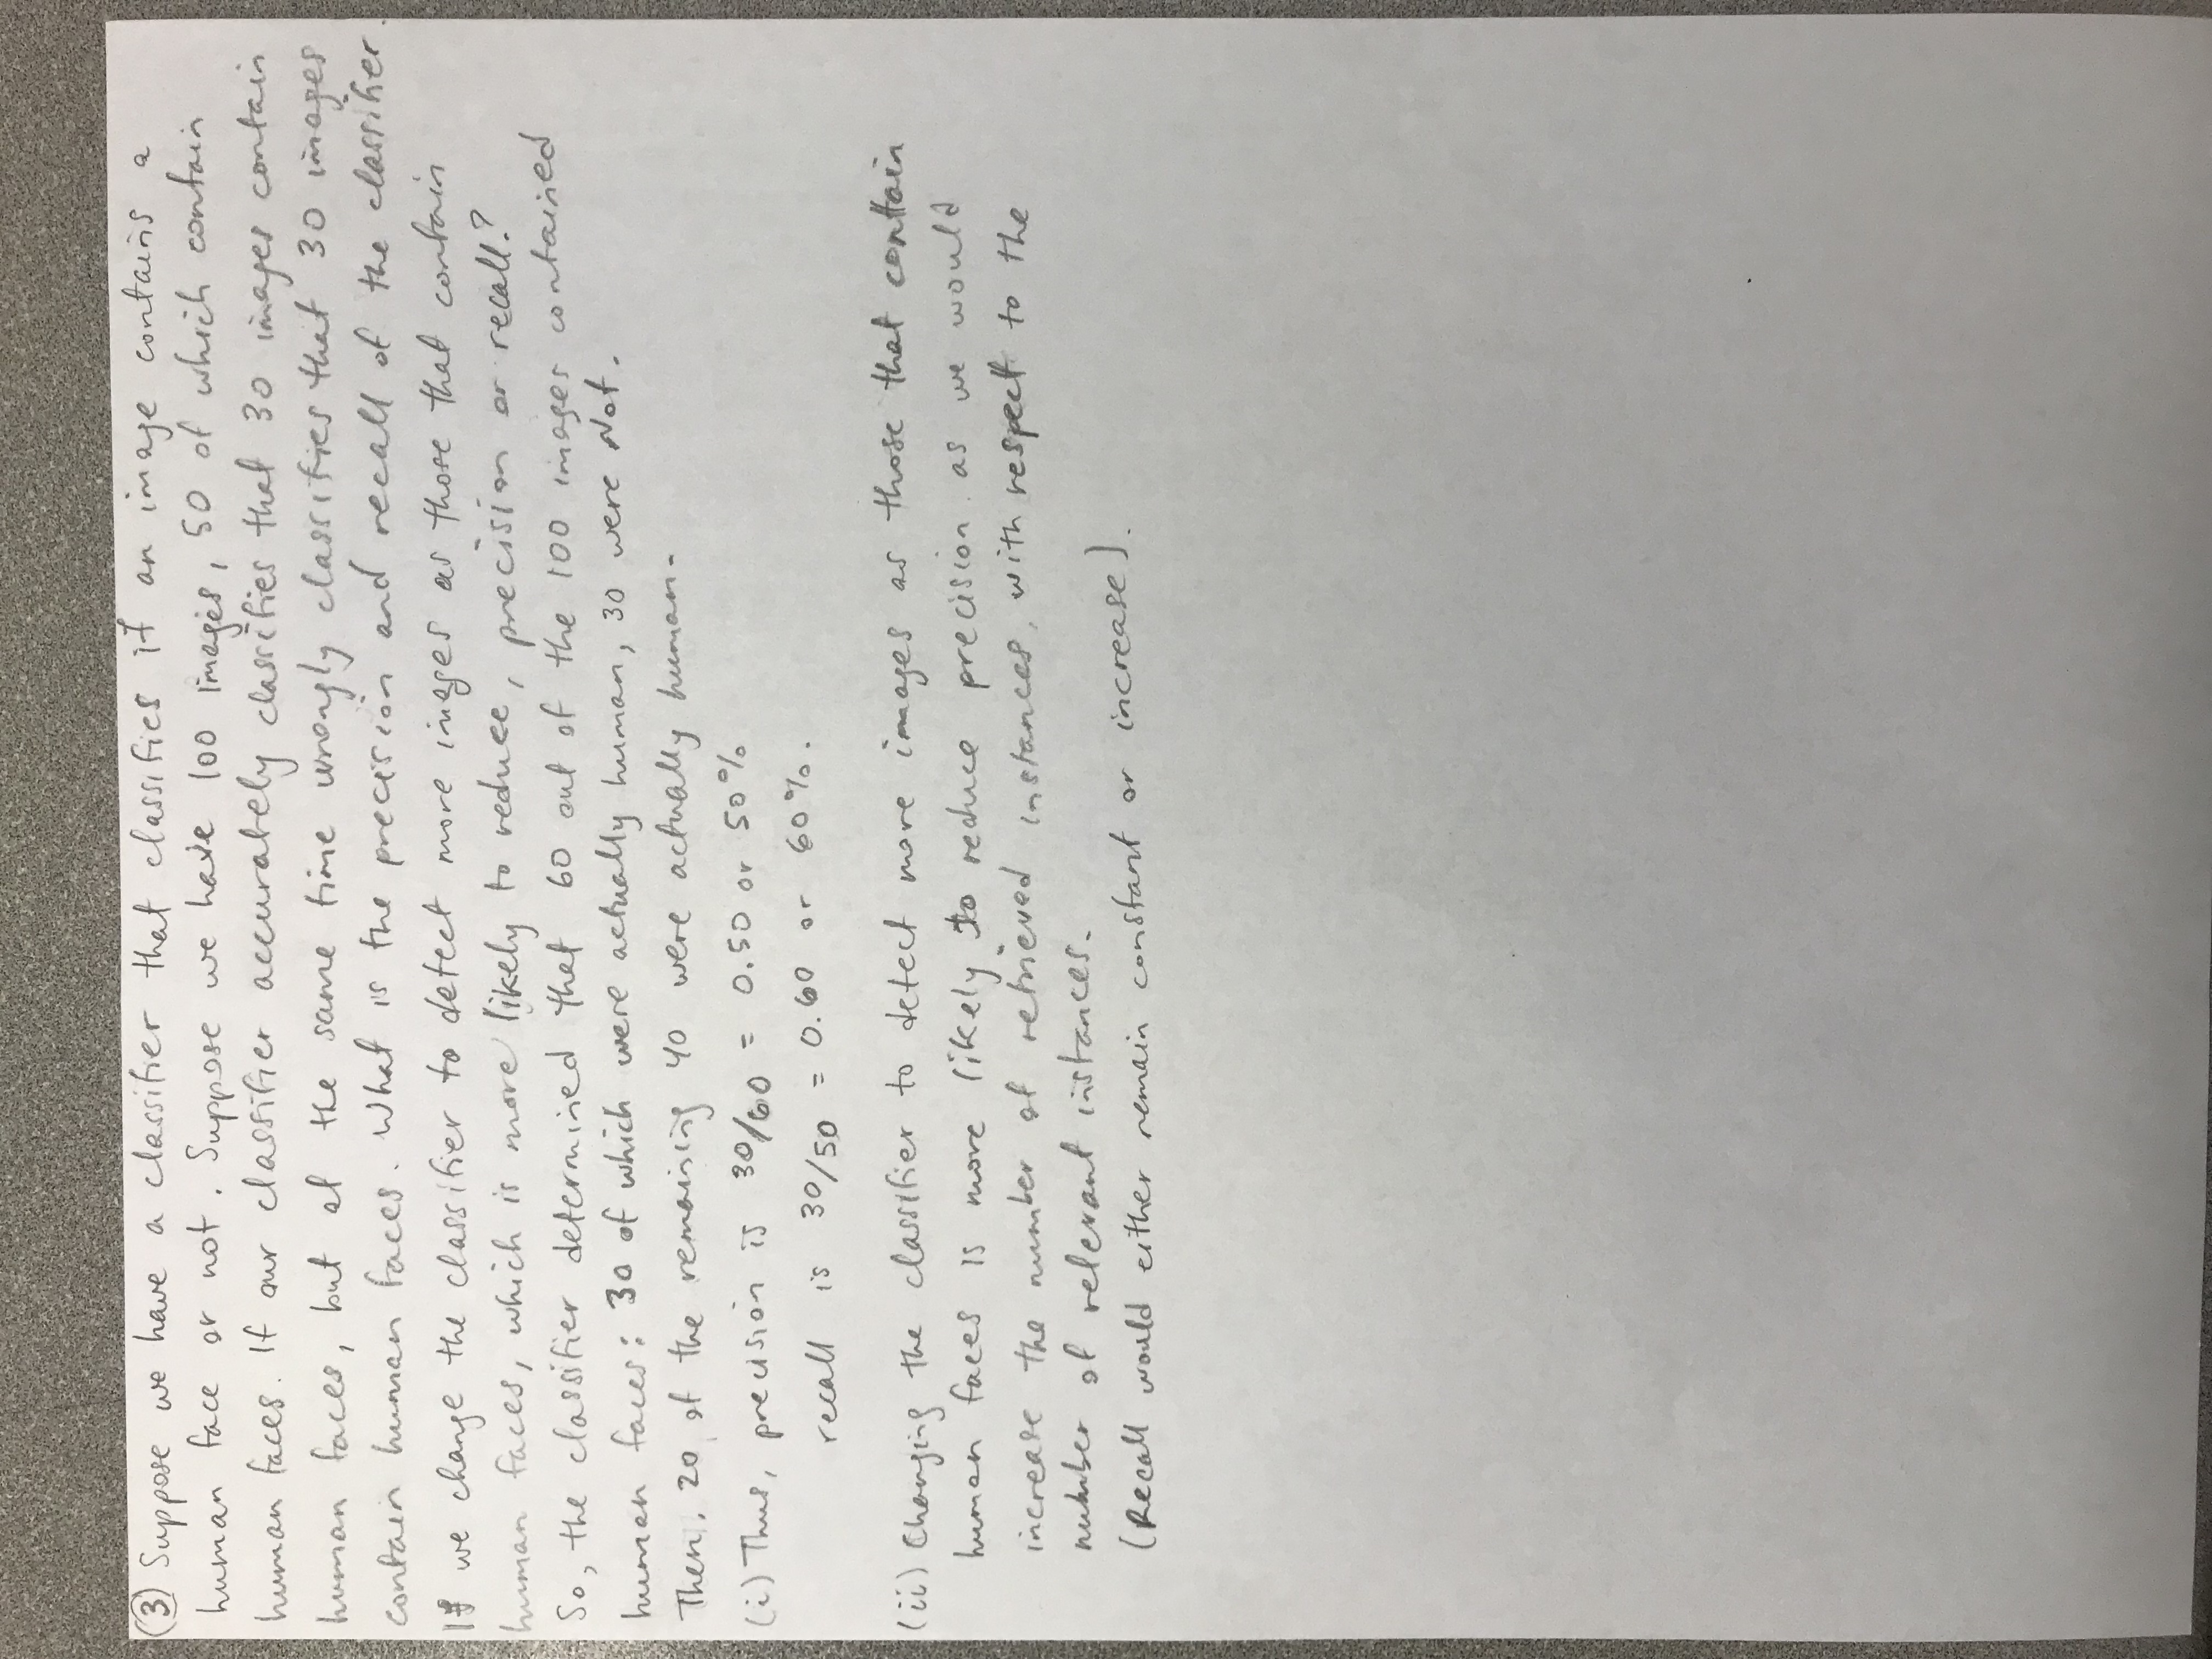 ③ Suppose we have a classifier that classifies if an image contains a
human face or not. Suppose we have 100 images, 50 of which contain
human faces. If our classifier accurately classifies that 30 images contain
human faces, but at the same time wrongly classifies that 30 images
contain human faces. What is the precision and recall of the classifier.
If we change the classifier to detect more images as those that contain
human faces, which is more likely to reduce, precision or recall?
So, the classifier determined that 60 out of the 100 images contained
human faces: 30 of which were actually human, 30 were Not.
Then, 20 of the remaining 40 were actually human.
(i) Thus, precision is 30/60 = 0.50 or 50%
recall is 30/50 = 0.60 or 60%.
(ii) Changing the classifier to detect more images as those that contain
human faces is more likely to reduce precision as we would
increase the number of retrieved instances, with respect to the
number of relevant instances.
(Recall would either remain constant or increase).